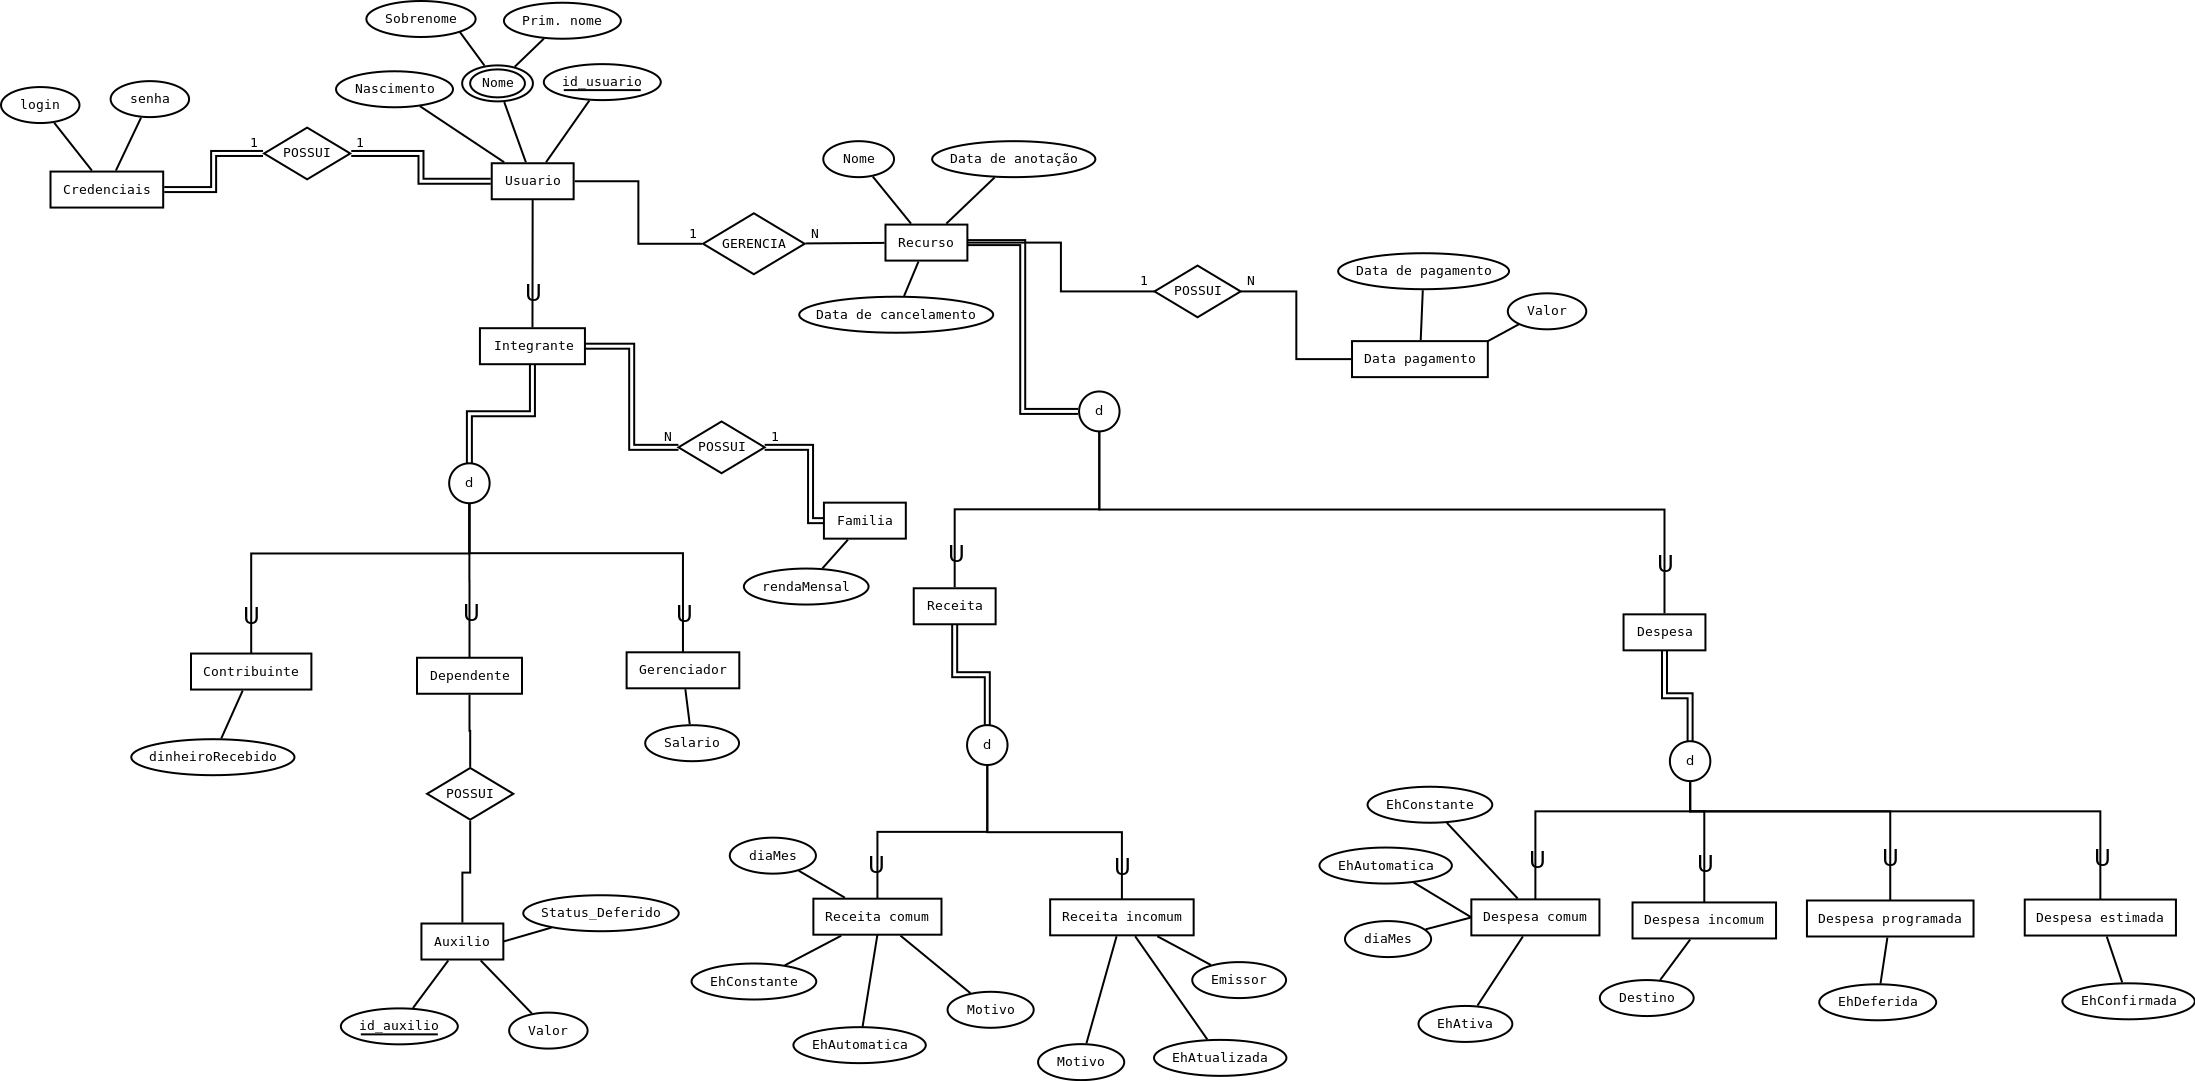 Sobrenome
Prim. nome
Nascimento
Nome
id_usuario
login
senha
1
POSSUI
1
Credenciais
Usuario
Nome
Data de anotação
1
GERENCIA
N
Recurso
Data de cancelamento
1
POSSUI
N
Data de pagamento
Valor
Data pagamento
U
Integrante
d
N
POSSUI
1
d
Familia
rendaMensal
U
U
Receita
Despesa
U
U
U
Contribuinte
Dependente
Gerenciador
dinheiroRecebido
Salario
d
d
POSSUI
EhConstante
diaMes
U
U
EhAutomatica
U
U
U
U
Status_Deferido
Receita comum
Receita incomum
Despesa comum
Despesa incomum
Despesa programada
Despesa estimada
diaMes
Auxilio
EhConstante
Emissor
Motivo
Destino
EhDeferida
EhConfirmada
id_auxilio
Valor
EhAtiva
EhAutomatica
Motivo
EhAtualizada